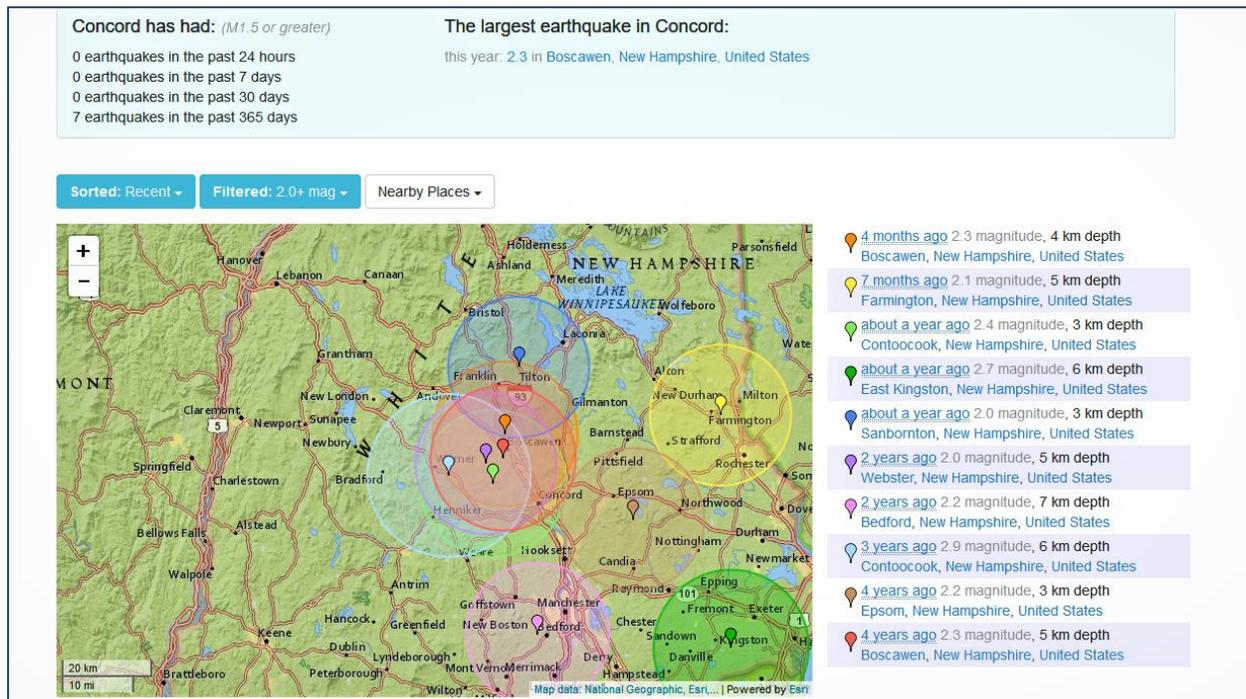 Concord has had: (M1.5 or greater)
0 earthquakes in the past 24 hours
0 earthquakes in the past 7 days
0 earthquakes in the past 30 days
7 earthquakes in the past 365 days
The largest earthquake in Concord:
this year: 2.3 in Boscawen, New Hampshire, United States
Sorted: Recent
Filtered: 2.0+ mag
Nearby Places
+
−
MOUNTAINS
Holderness
Parsonsfield
Hanover
Ashland
NEW HAMPSHIRE
Lebanon
Canaan
Meredith
LAKE
WINNIPESAUKEE
Wolfeboro
Bristol
Laconia
WHITE
Grantham
MONT
Franklin
Tilton
Alton
New London
Andover
93
New Durham
Milton
Claremont
Gilmanton
Farmington
5
Newport
Sunapee
Newbury
Boscawen
Barnstead
Strafford
Warner
Springfield
Bradford
Pittsfield
Rochester
Charlestown
Concord
Epsom
Northwood
Henniker
Bellows Falls
Alstead
Durham
Weare
Hooksett
Nottingham
Newmarket
Candia
Walpole
Antrim
Raymond
Epping
101
Goffstown
Manchester
Fremont
Exeter
Hancock
Greenfield
New Boston
Bedford
Chester
1
Keene
Sandown
Kingston
Dublin
Lyndeborough
Derry
Danville
20 km
10 mi
Brattleboro
Peterborough
Mont Vernon
Merrimack
Hampstead
Wilton
Map data: National Geographic, Esri,... | Powered by Esri
4 months ago 2.3 magnitude, 4 km depth
Boscawen, New Hampshire, United States
7 months ago 2.1 magnitude, 5 km depth
Farmington, New Hampshire, United States
about a year ago 2.4 magnitude, 3 km depth
Contoocook, New Hampshire, United States
about a year ago 2.7 magnitude, 6 km depth
East Kingston, New Hampshire, United States
about a year ago 2.0 magnitude, 3 km depth
Sanbornton, New Hampshire, United States
2 years ago 2.0 magnitude, 5 km depth
Webster, New Hampshire, United States
2 years ago 2.2 magnitude, 7 km depth
Bedford, New Hampshire, United States
3 years ago 2.9 magnitude, 6 km depth
Contoocook, New Hampshire, United States
4 years ago 2.2 magnitude, 3 km depth
Epsom, New Hampshire, United States
4 years ago 2.3 magnitude, 5 km depth
Boscawen, New Hampshire, United States